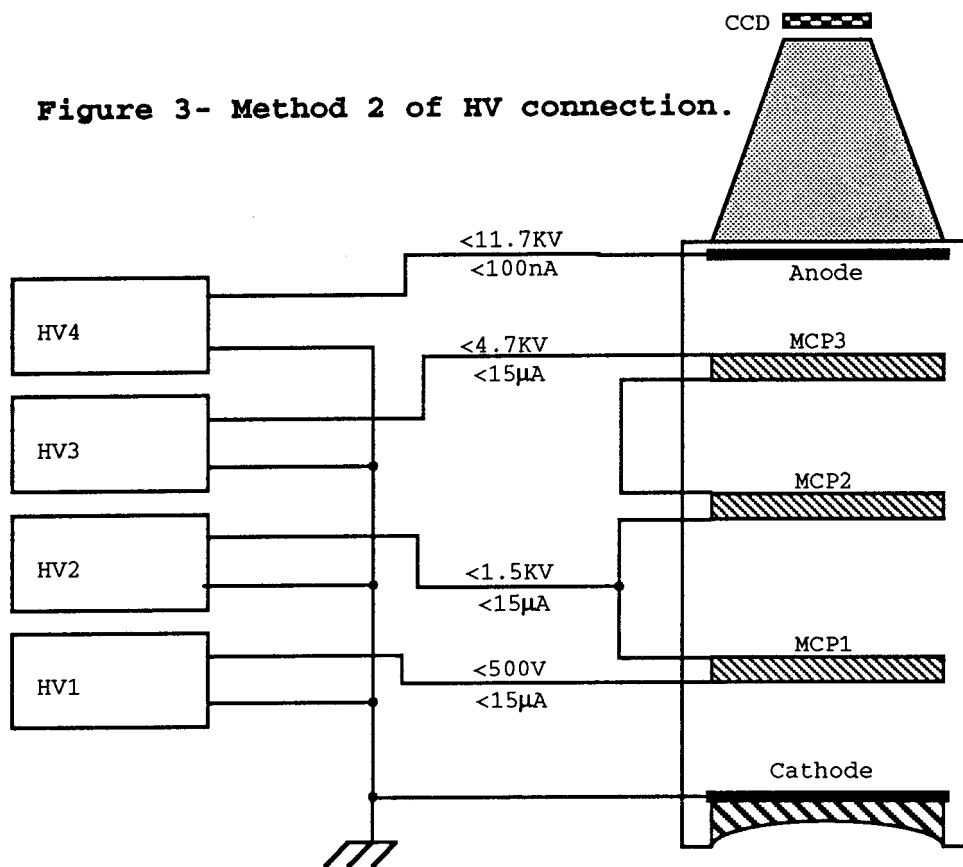 CCD
Figure 3- Method 2 of HV connection.
<11.7KV
<100nA
Anode
HV4
<4.7KV
<15µA
MCP3
HV3
MCP2
HV2
<1.5KV
<15µA
MCP1
HV1
<500V
<15µA
Cathode